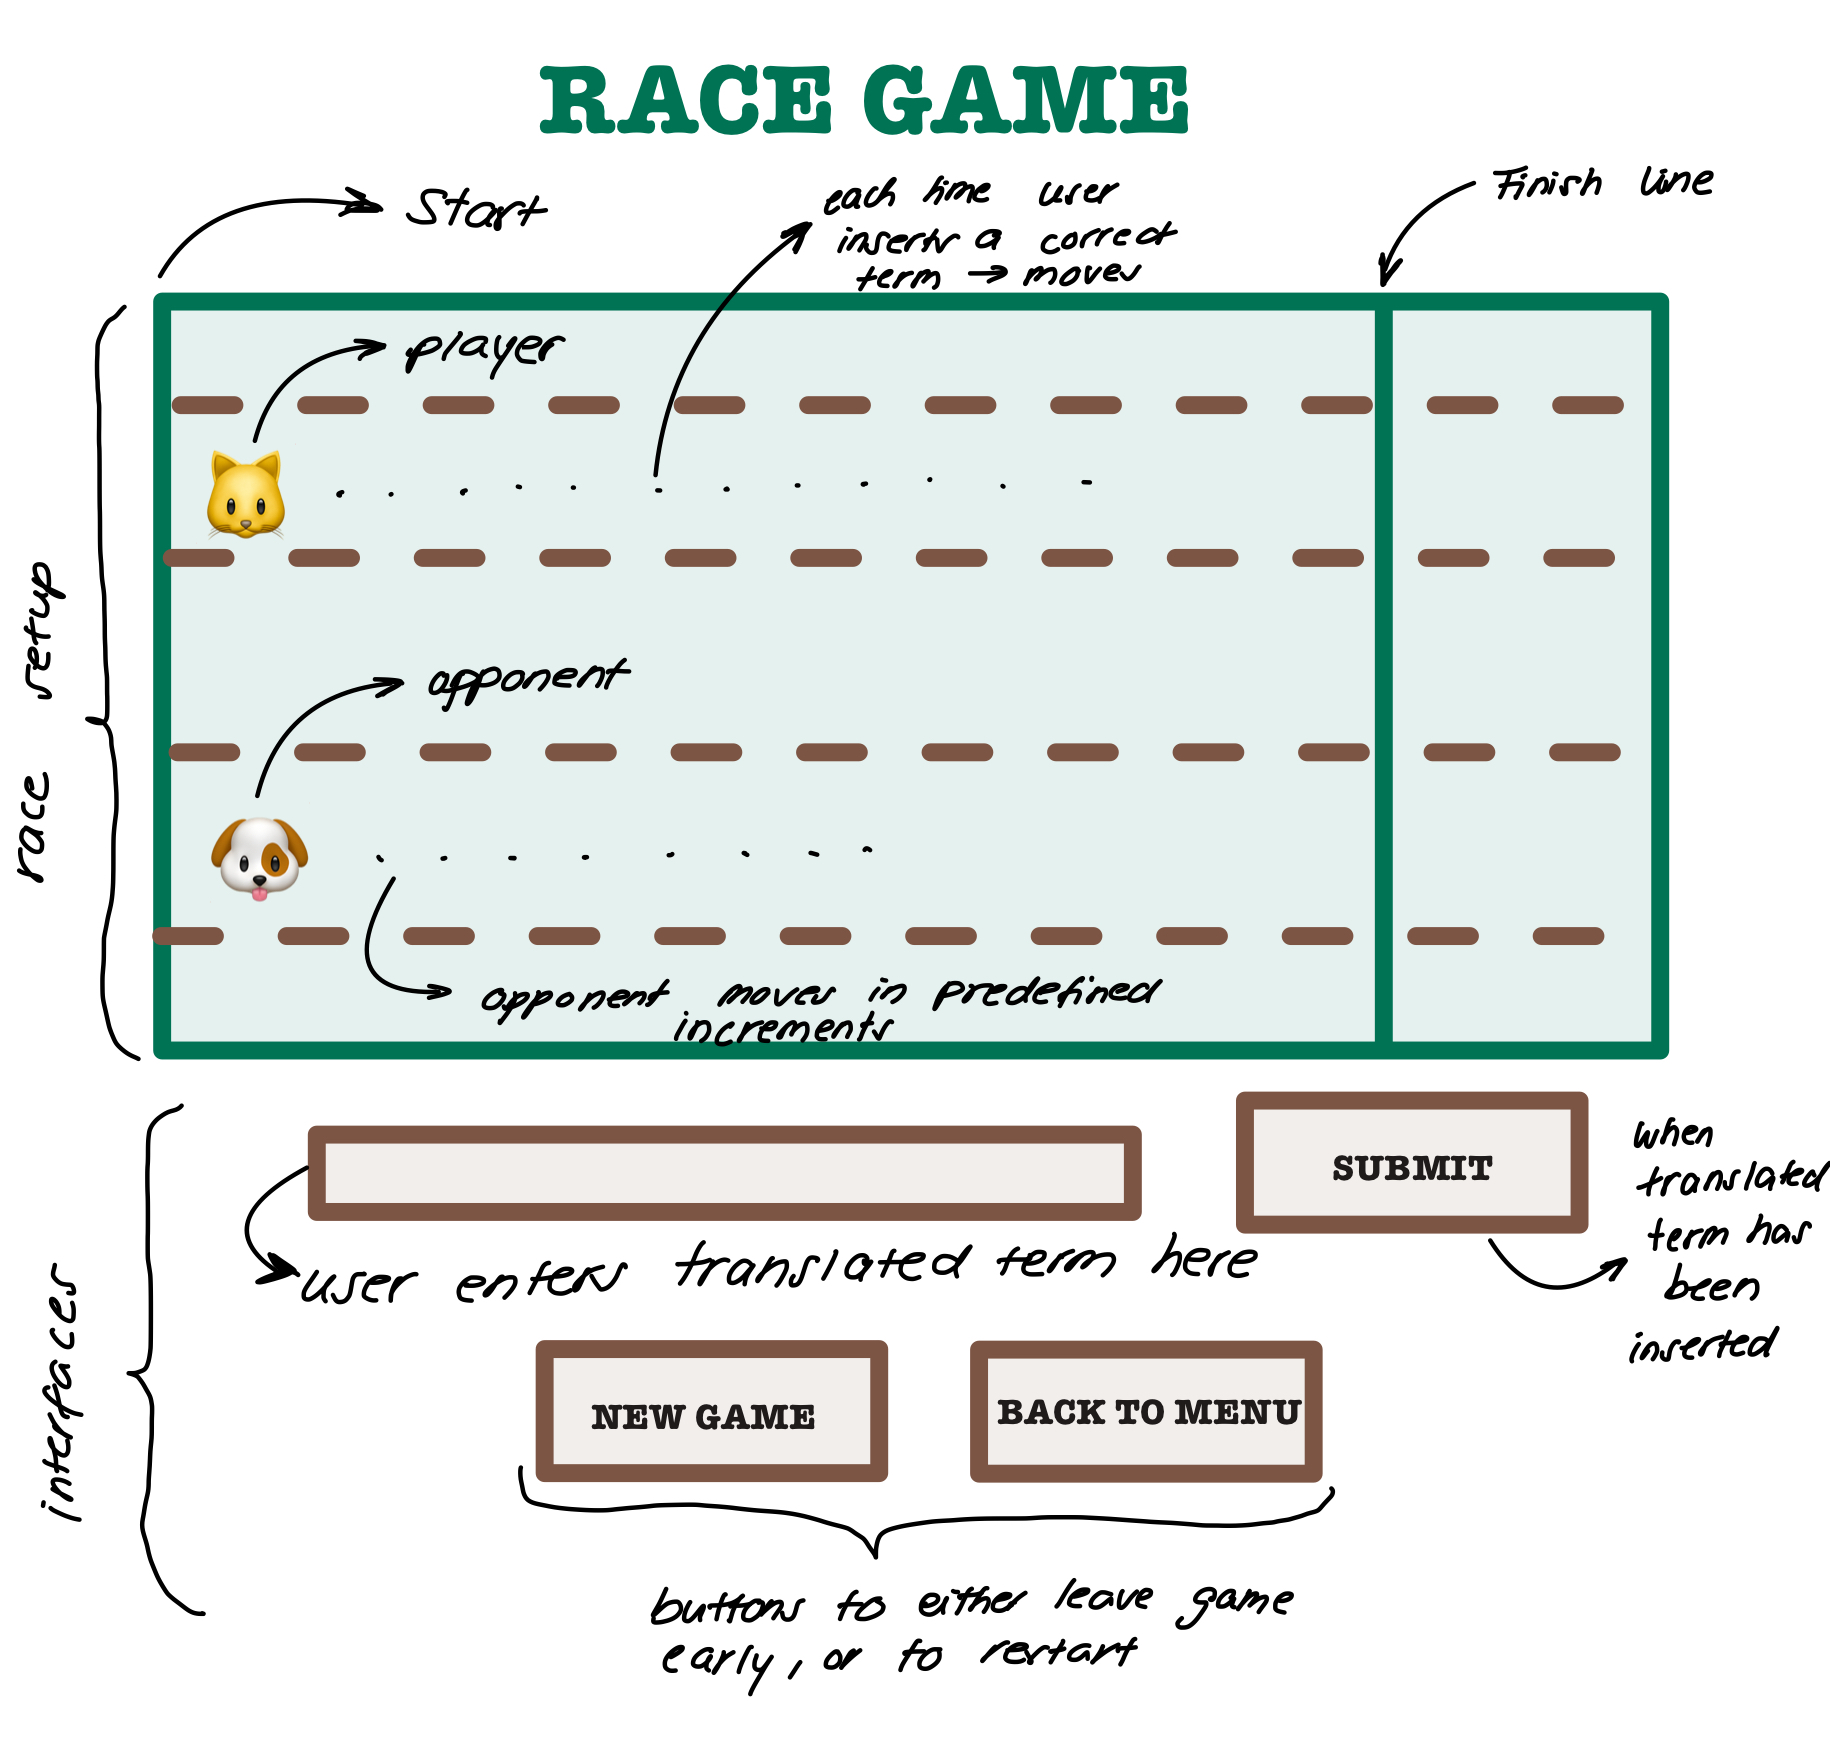 RACE GAME
Start
each time user
inserts a correct
term → moves
Finish line
player
opponent
opponent moves in predefined
increments
race setup
SUBMIT
when
translated
term has
been
inserted
user enters translated term here
NEW GAME
BACK TO MENU
interfaces
buttons to either leave game
early, or to restart